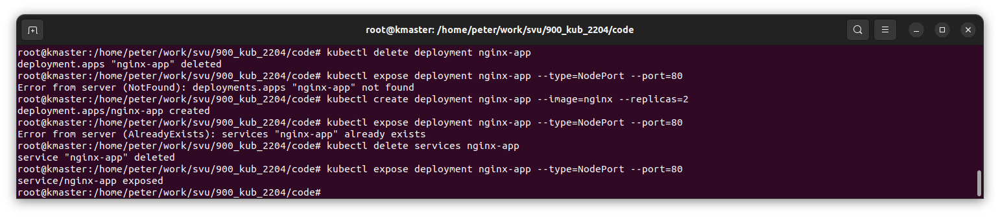 root@kmaster: /home/peter/work/svu/900_kub_2204/code
root@kmaster:/home/peter/work/svu/900_kub_2204/code# kubectl delete deployment nginx-app
deployment.apps "nginx-app" deleted
root@kmaster:/home/peter/work/svu/900_kub_2204/code# kubectl expose deployment nginx-app --type=NodePort --port=80
Error from server (NotFound): deployments.apps "nginx-app" not found
root@kmaster:/home/peter/work/svu/900_kub_2204/code# kubectl create deployment nginx-app --image=nginx --replicas=2
deployment.apps/nginx-app created
root@kmaster:/home/peter/work/svu/900_kub_2204/code# kubectl expose deployment nginx-app --type=NodePort --port=80
Error from server (AlreadyExists): services "nginx-app" already exists
root@kmaster:/home/peter/work/svu/900_kub_2204/code# kubectl delete services nginx-app
service "nginx-app" deleted
root@kmaster:/home/peter/work/svu/900_kub_2204/code# kubectl expose deployment nginx-app --type=NodePort --port=80
service/nginx-app exposed
root@kmaster:/home/peter/work/svu/900_kub_2204/code#